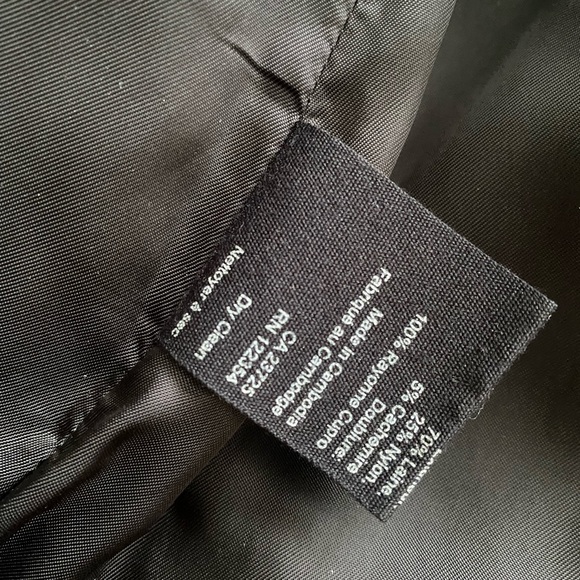 70% Laine
25% Nylon,
5% Cachemire
Doublure
100% Rayonne Cupro
Made in Cambodia
Fabriqué au Cambodge
CA 23725
RN 122354
Dry Clean
Nettoyer à sec